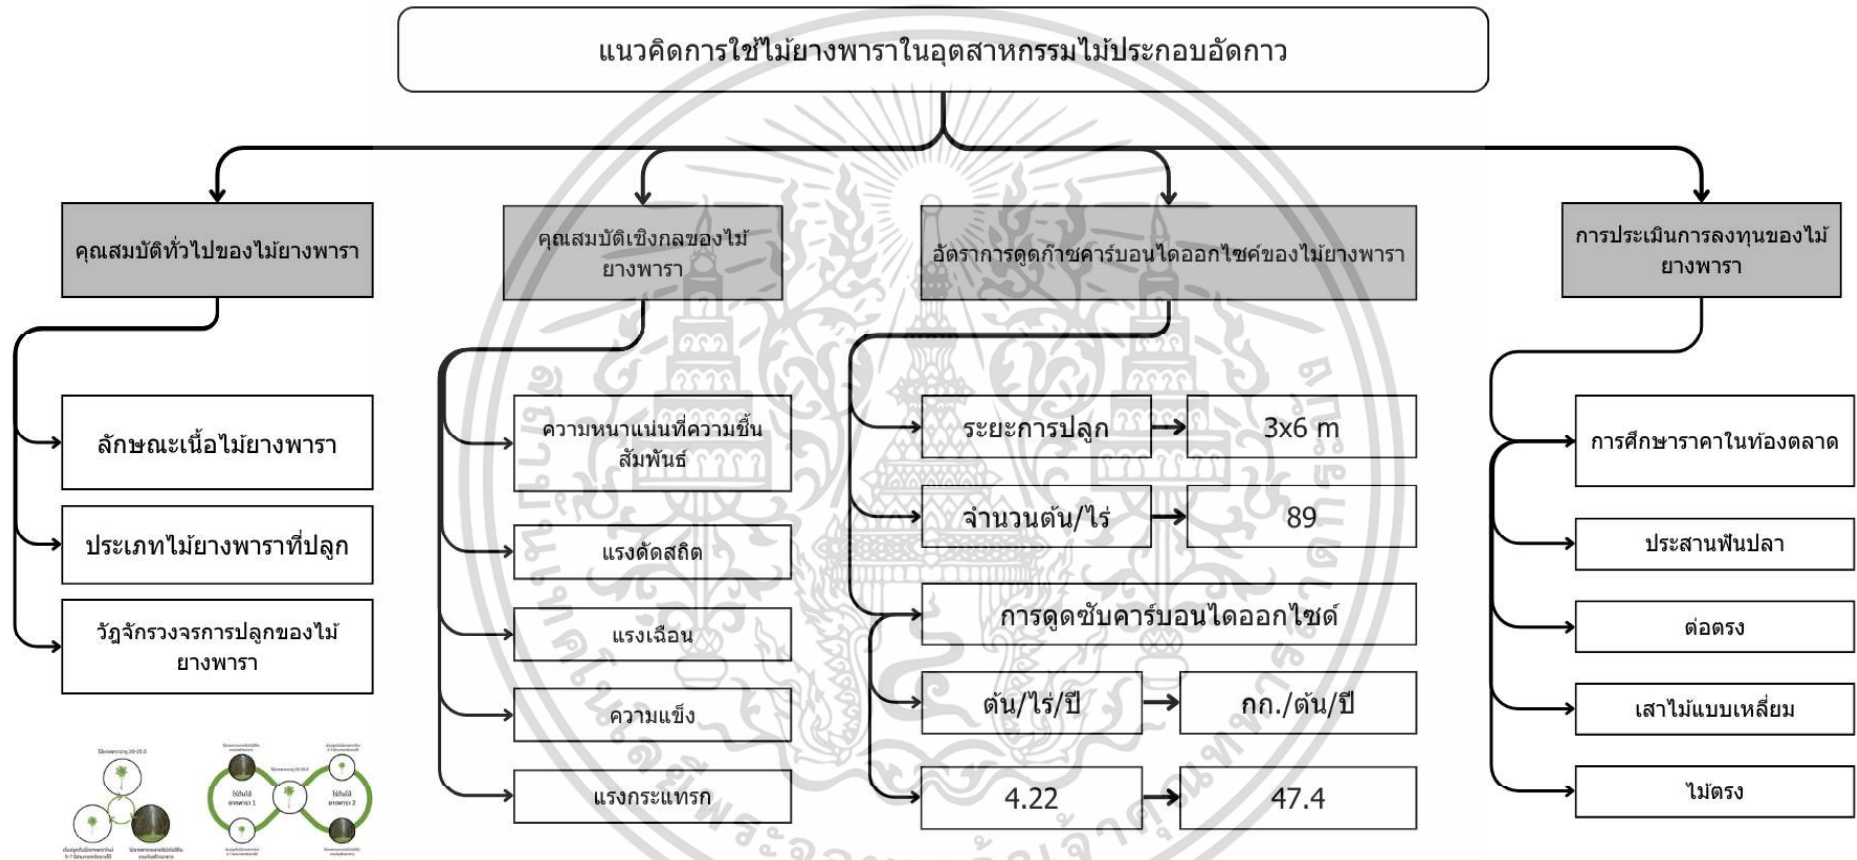 แนวคิดการใช้ไม้ยางพาราในอุตสาหกรรมไม้ประกอบอัดกาว
คุณสมบัติทั่วไปของไม้ยางพารา
ลักษณะเนื้อไม้ยางพารา
ประเภทไม้ยางพาราที่ปลูก
วัฎจักรวงจรการปลูกของไม้
ยางพารา
คุณสมบัติเชิงกลของไม้
ยางพารา
ความหนาแน่นที่ความชื้น
สัมพันธ์
แรงดัดสถิต
แรงเฉือน
ความแข็ง
แรงกระแทรก
อัตราการดูดก๊าซคาร์บอนไดออกไซค์ของไม้ยางพารา
ระยะการปลูก
3x6 m
จำนวนต้น/ไร่
89
การดูดซับคาร์บอนไดออกไซด์
ต้น/ไร่/ปี
กก./ต้น/ปี
4.22
47.4
การประเมินการลงทุนของไม้
ยางพารา
การศึกษาราคาในท้องตลาด
ประสานฟันปลา
ต่อตรง
เสาไม้แบบเหลี่ยม
ไม้ตรง